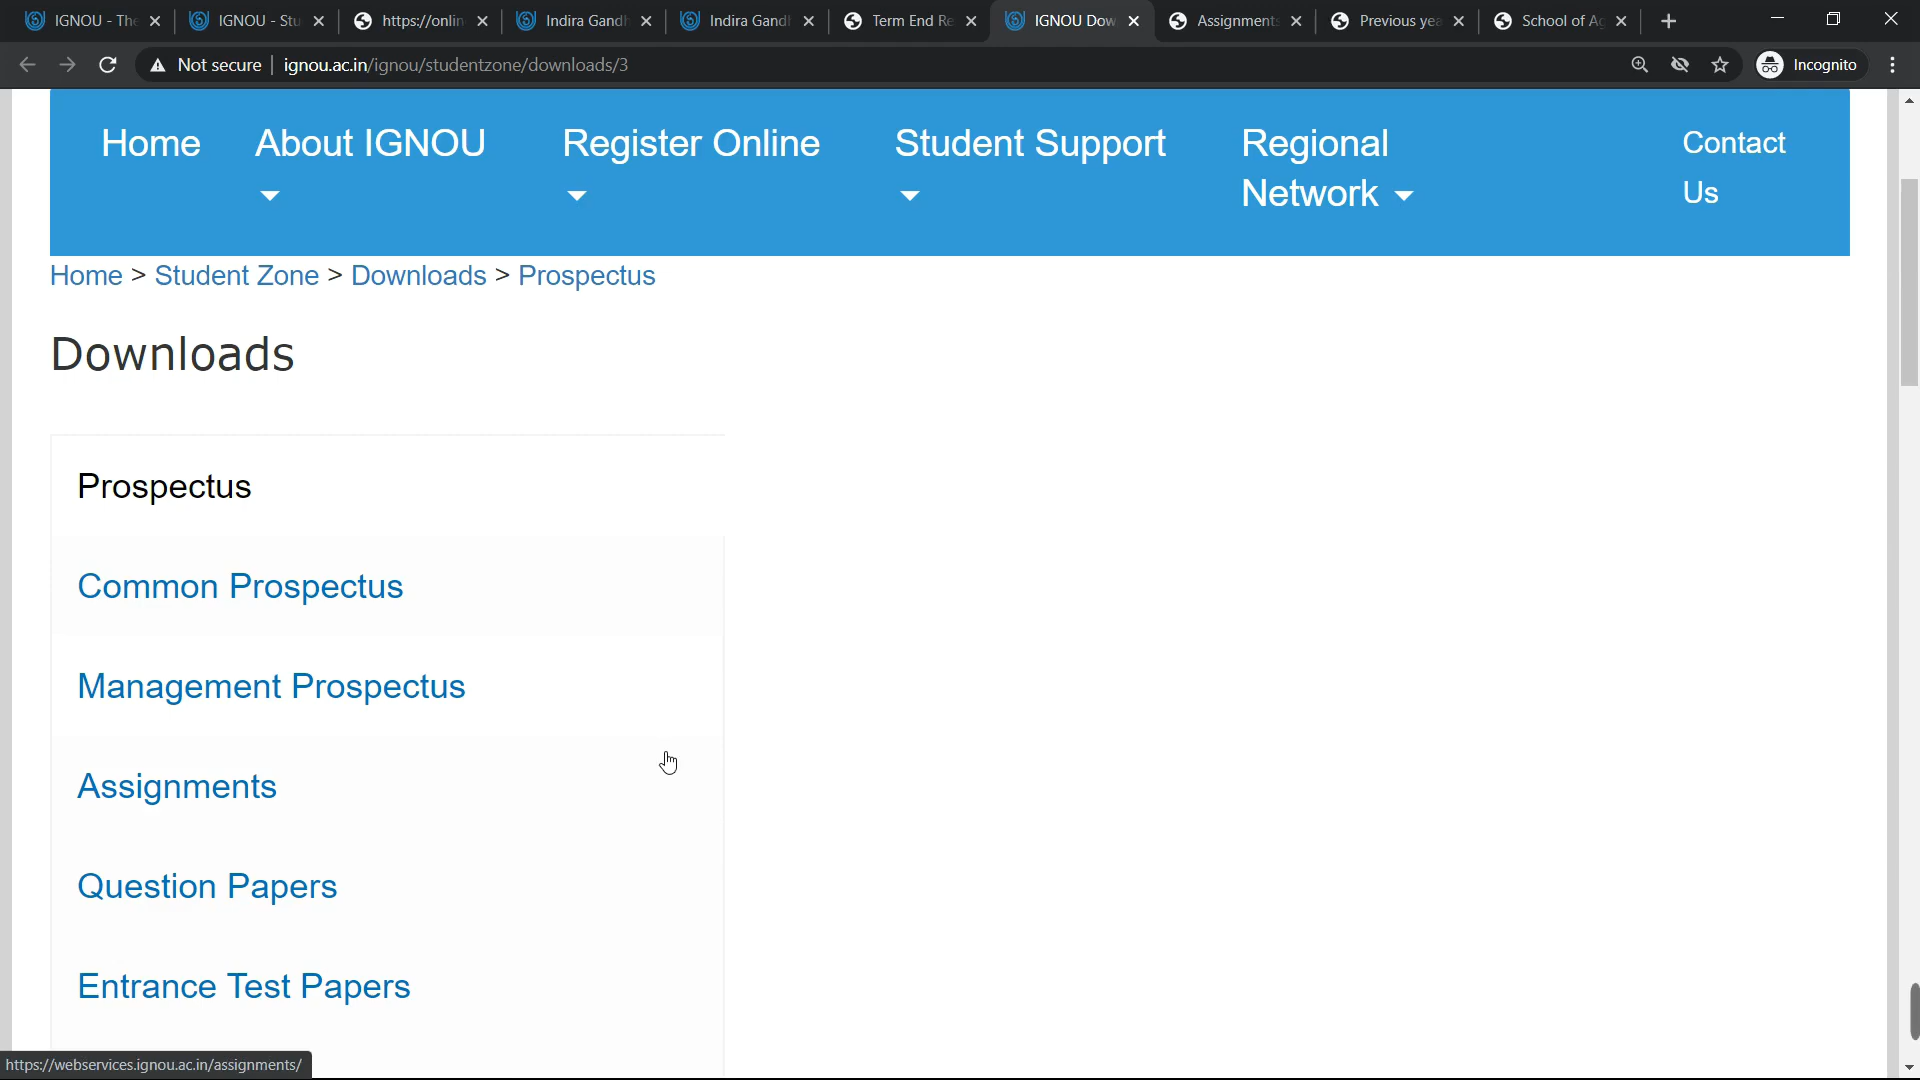 IGNOU - The
IGNOU - Stu
https://onlin
Indira Gandh
Indira Gandh
Term End Re
IGNOU Dow
Assignments
Previous yea
School of Ag
Not secure
ignou.ac.in/ignou/studentzone/downloads/3
Incognito
Home
About IGNOU
Register Online
Student Support
Regional
Network
Contact
Us
Home > Student Zone > Downloads > Prospectus
Downloads
Prospectus
Common Prospectus
Management Prospectus
Assignments
Question Papers
Entrance Test Papers
https://webservices.ignou.ac.in/assignments/